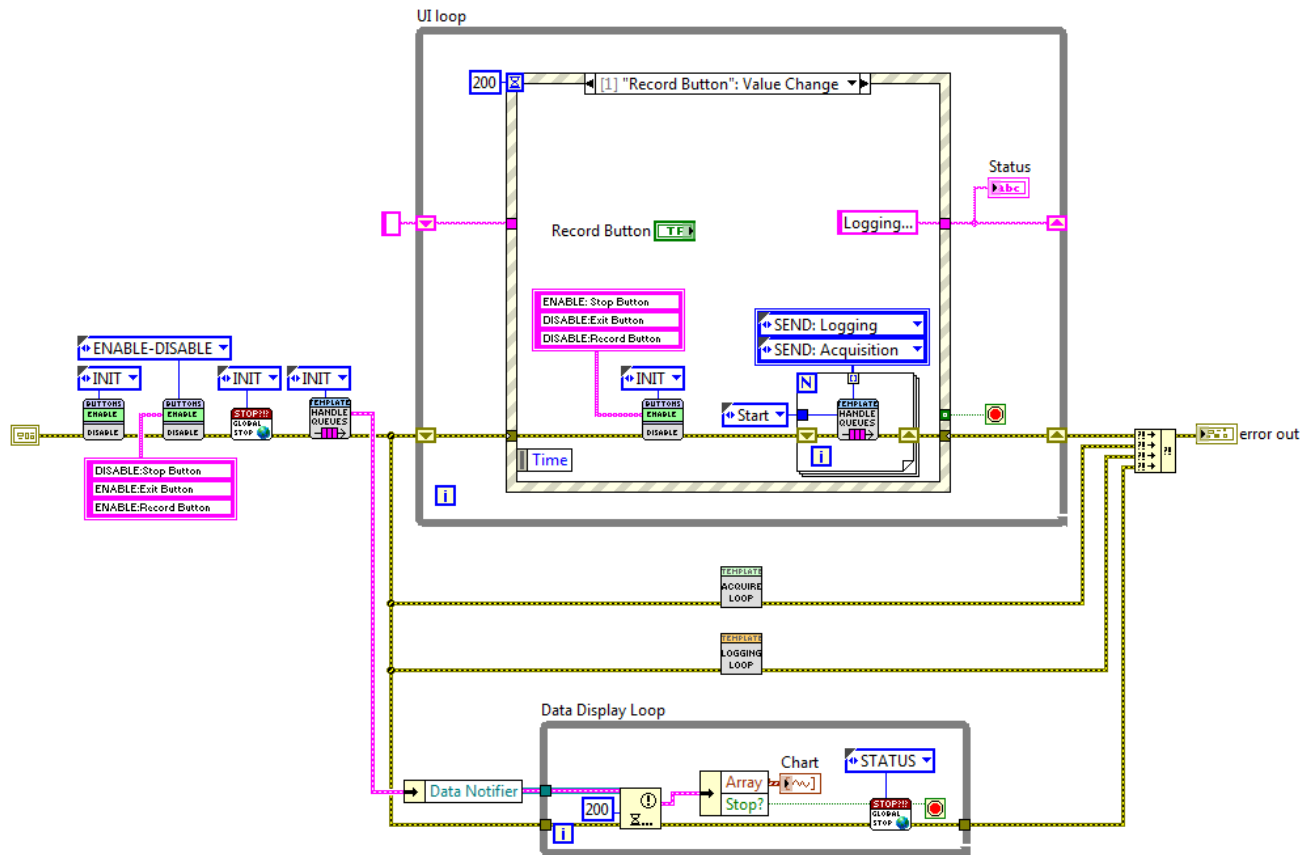 UI loop
200
[1] "Record Button": Value Change
Status
abc
Record Button
TF
Logging...
ENABLE: Stop Button
DISABLE:Exit Button
DISABLE:Record Button
SEND: Logging
SEND: Acquisition
ENABLE-DISABLE
INIT
INIT
INIT
INIT
N
BUTTONS
ENABLE
DISABLE
BUTTONS
ENABLE
DISABLE
STOP!!!
GLOBAL
STOP
TEMPLATE
HANDLE
QUEUES
BUTTONS
ENABLE
DISABLE
Start
TEMPLATE
HANDLE
QUEUES
error out
i
Time
DISABLE:Stop Button
ENABLE:Exit Button
ENABLE:Record Button
i
TEMPLATE
ACQUIRE
LOOP
TEMPLATE
LOGGING
LOOP
Data Display Loop
Data Notifier
200
Array
Stop?
Chart
STATUS
STOP!!!
GLOBAL
STOP
i